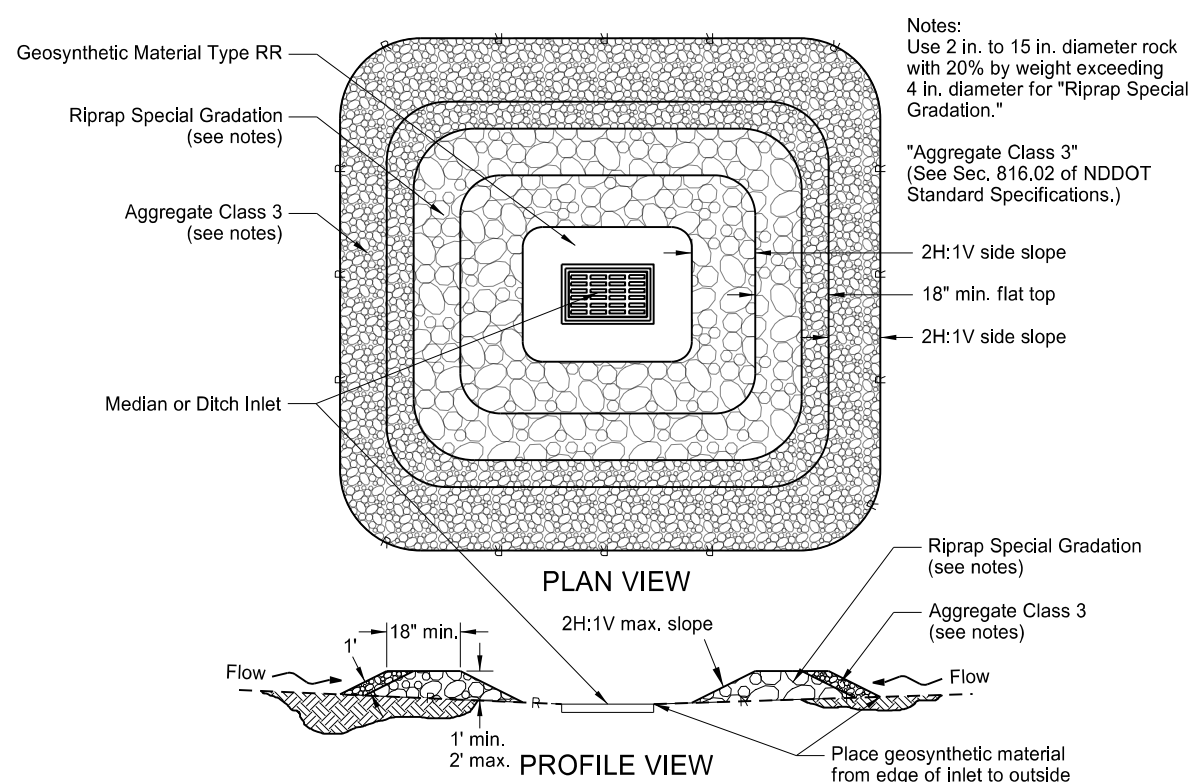 Geosynthetic Material Type RR
Riprap Special Gradation
(see notes)
Aggregate Class 3
(see notes)
Median or Ditch Inlet
Notes:
Use 2 in. to 15 in. diameter rock
with 20% by weight exceeding
4 in. diameter for "Riprap Special
Gradation."
"Aggregate Class 3"
(See Sec. 816.02 of NDDOT
Standard Specifications.)
2H:1V side slope
18" min. flat top
2H:1V side slope
PLAN VIEW
Riprap Special Gradation
(see notes)
Aggregate Class 3
(see notes)
2H:1V max. slope
18" min.
1'
Flow
Flow
R
R
R
1' min.
2' max.
PROFILE VIEW
Place geosynthetic material
from edge of inlet to outside